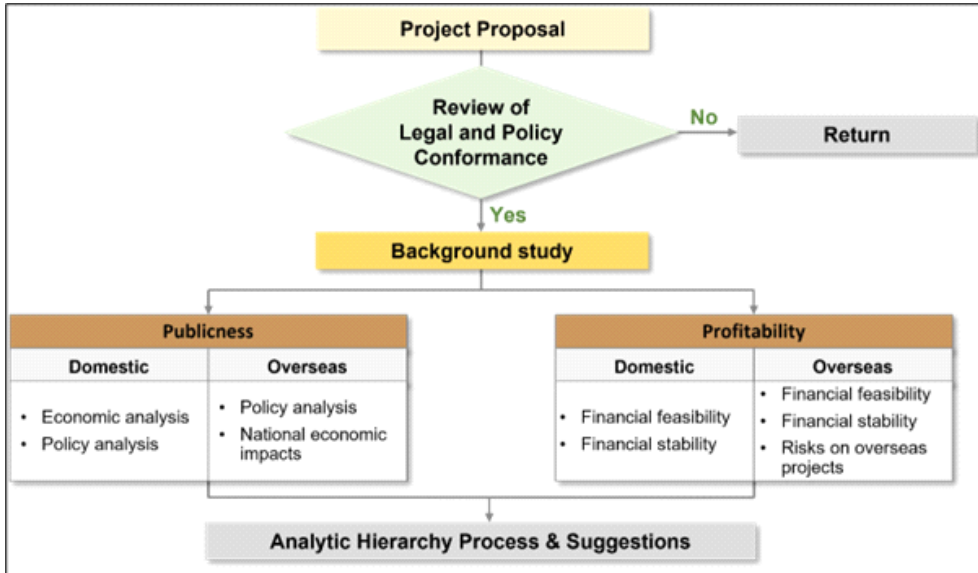 Project Proposal
Review of
Legal and Policy
Conformance
No
Return
Yes
Background study
Publicness
Domestic
Overseas
• Economic analysis
• Policy analysis
• Policy analysis
• National economic
impacts
Profitability
Domestic
Overseas
• Financial feasibility
• Financial stability
• Financial feasibility
• Financial stability
• Risks on overseas
projects
Analytic Hierarchy Process & Suggestions